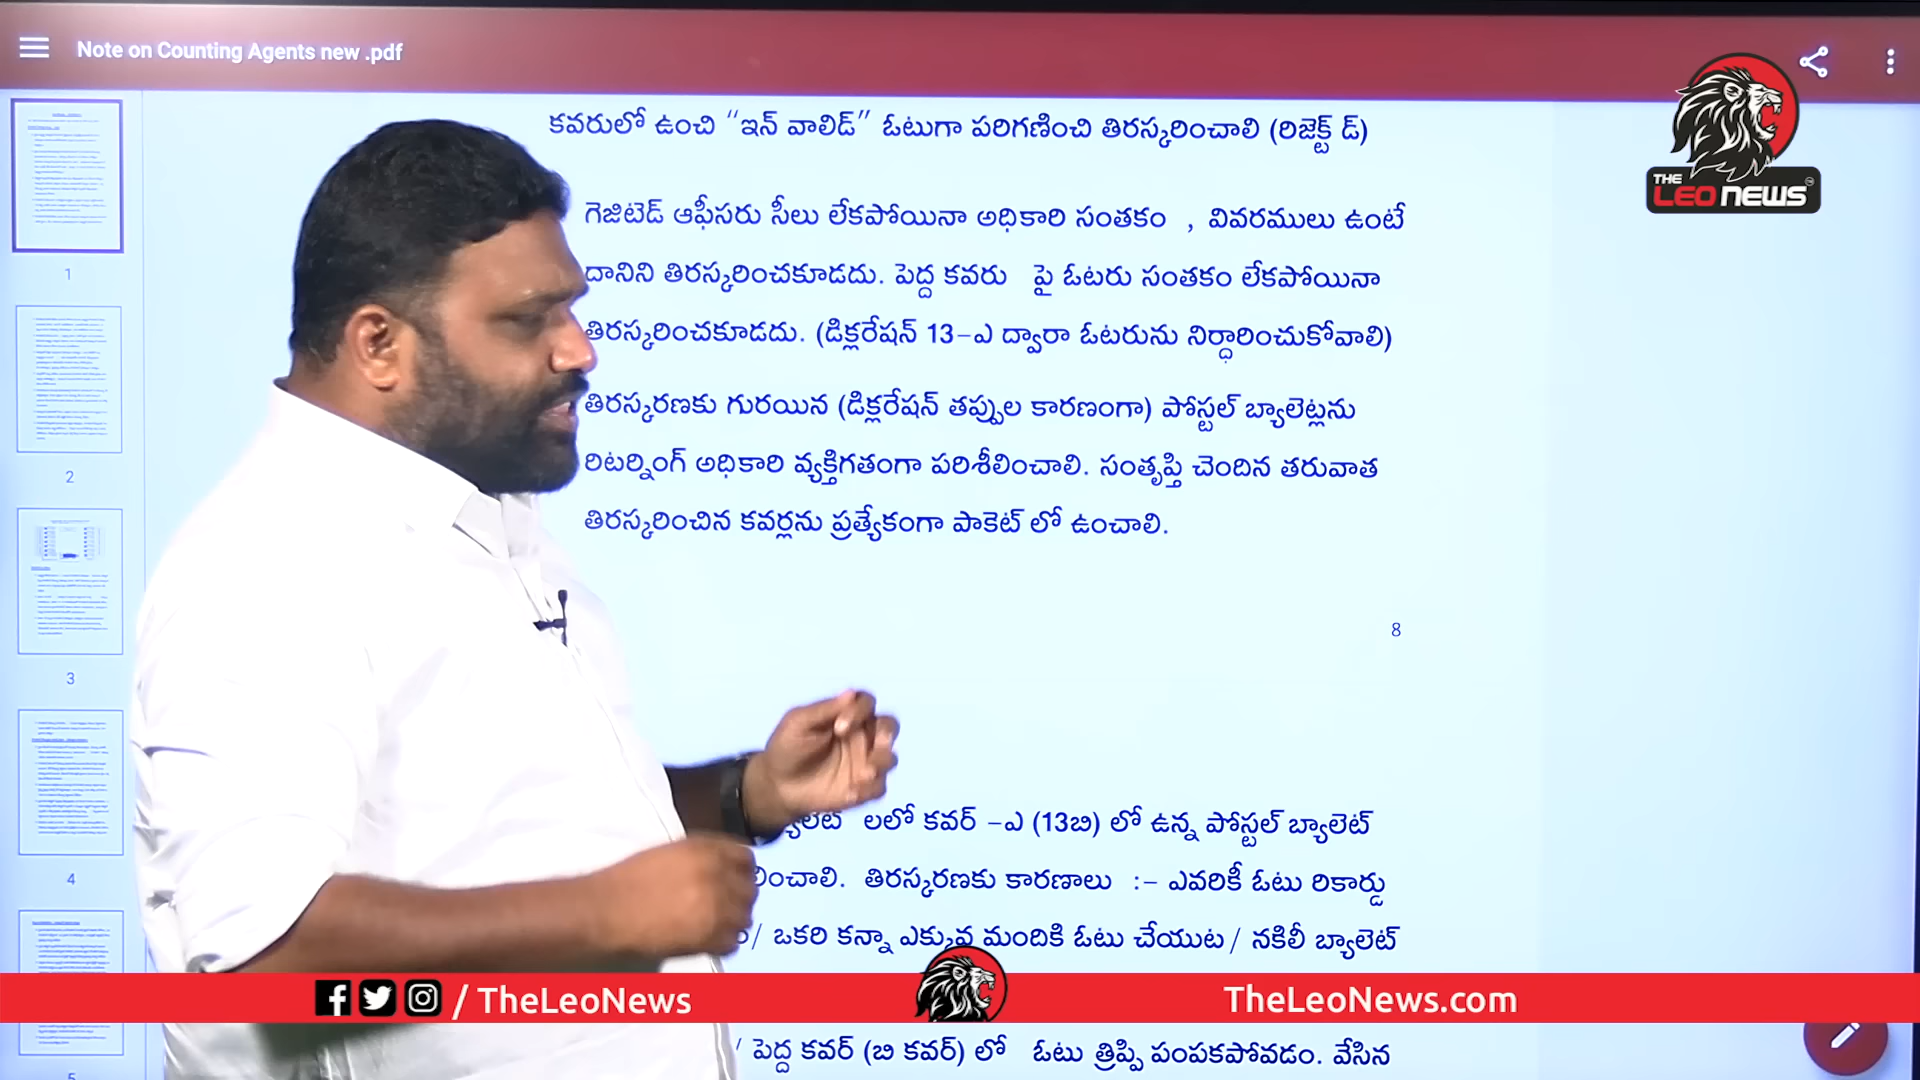 Note on Counting Agents new .pdf
కవరులో ఉంచి “ఇన్ వాలిడ్” ఓటుగా పరిగణించి తిరస్కరించాలి (రిజెక్ట్ డ్)
THE
LEO NEWS
గెజిటెడ్ ఆఫీసరు సీలు లేకపోయినా అధికారి సంతకం , వివరములు ఉంటే
దానిని తిరస్కరించకూడదు. పెద్ద కవరు పై ఓటరు సంతకం లేకపోయినా
తిరస్కరించకూడదు. (డిక్లరేషన్ 13-ఎ ద్వారా ఓటరును నిర్ధారించుకోవాలి)
తిరస్కరణకు గురయిన (డిక్లరేషన్ తప్పుల కారణంగా) పోస్టల్ బ్యాలెట్లను
రిటర్నింగ్ అధికారి వ్యక్తిగతంగా పరిశీలించాలి. సంతృప్తి చెందిన తరువాత
తిరస్కరించిన కవర్లను ప్రత్యేకంగా పాకెట్ లో ఉంచాలి.
8
లలో కవర్ -ఎ (13బి) లో ఉన్న పోస్టల్ బ్యాలెట్
తిరస్కరణకు కారణాలు :- ఎవరికీ ఓటు రికార్డు
/ ఒకరి కన్నా ఎక్కువ మందికి ఓటు చేయుట/ నకిలీ బ్యాలెట్
/ TheLeoNews
TheLeoNews.com
/ పెద్ద కవర్ (బి కవర్) లో ఓటు త్రిప్పి పంపకపోవడం. వేసిన
1
2
3
4
5